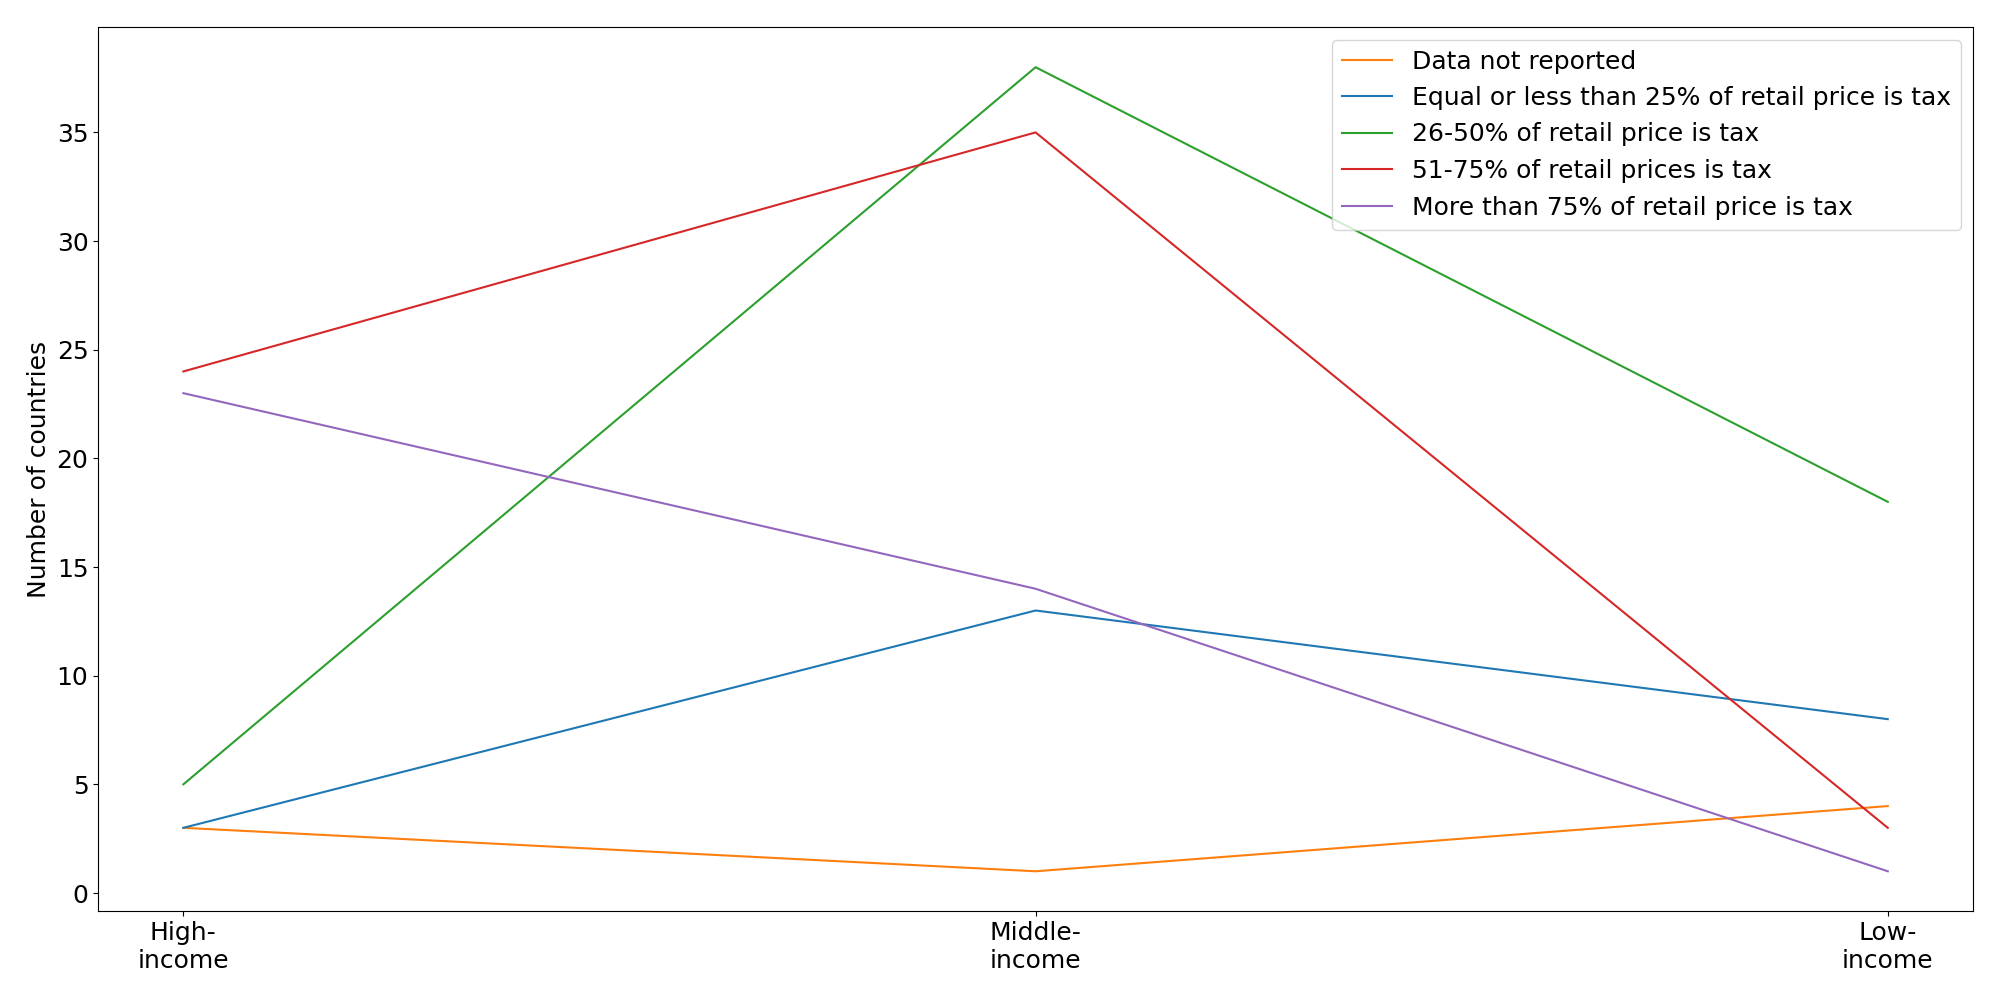 Data not reported
Equal or less than 25% of retail price is tax
26-50% of retail price is tax
51-75% of retail prices is tax
More than 75% of retail price is tax
Number of countries
35
30
25
20
15
10
5
0
High-
income
Middle-
income
Low-
income